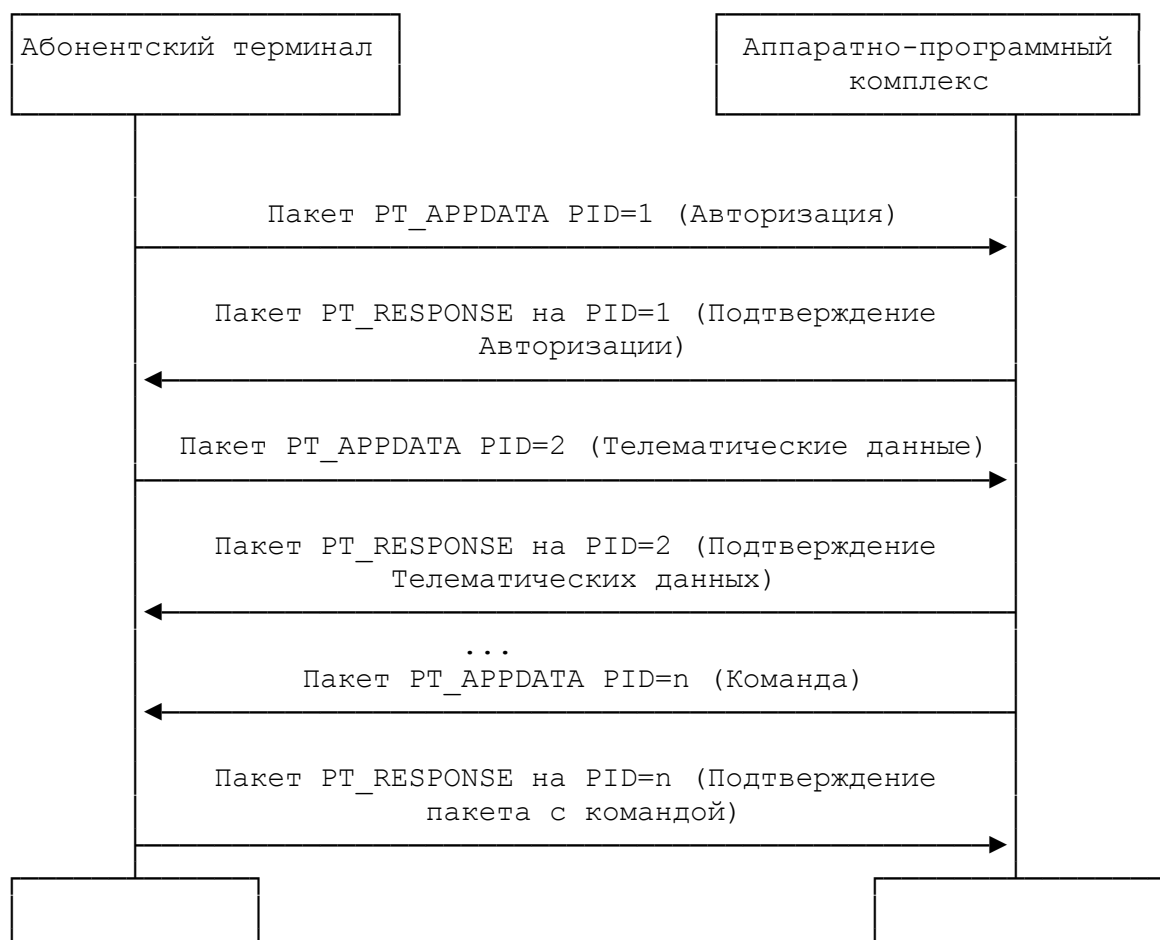 Абонентский терминал
Аппаратно-программный
комплекс
Пакет PT_APPDATA PID=1 (Авторизация)
Пакет PT_RESPONSE на PID=1 (Подтверждение
Авторизации)
Пакет PT_APPDATA PID=2 (Телематические данные)
Пакет PT_RESPONSE на PID=2 (Подтверждение
Телематических данных)
...
Пакет PT_APPDATA PID=n (Команда)
Пакет PT_RESPONSE на PID=n (Подтверждение
пакета с командой)